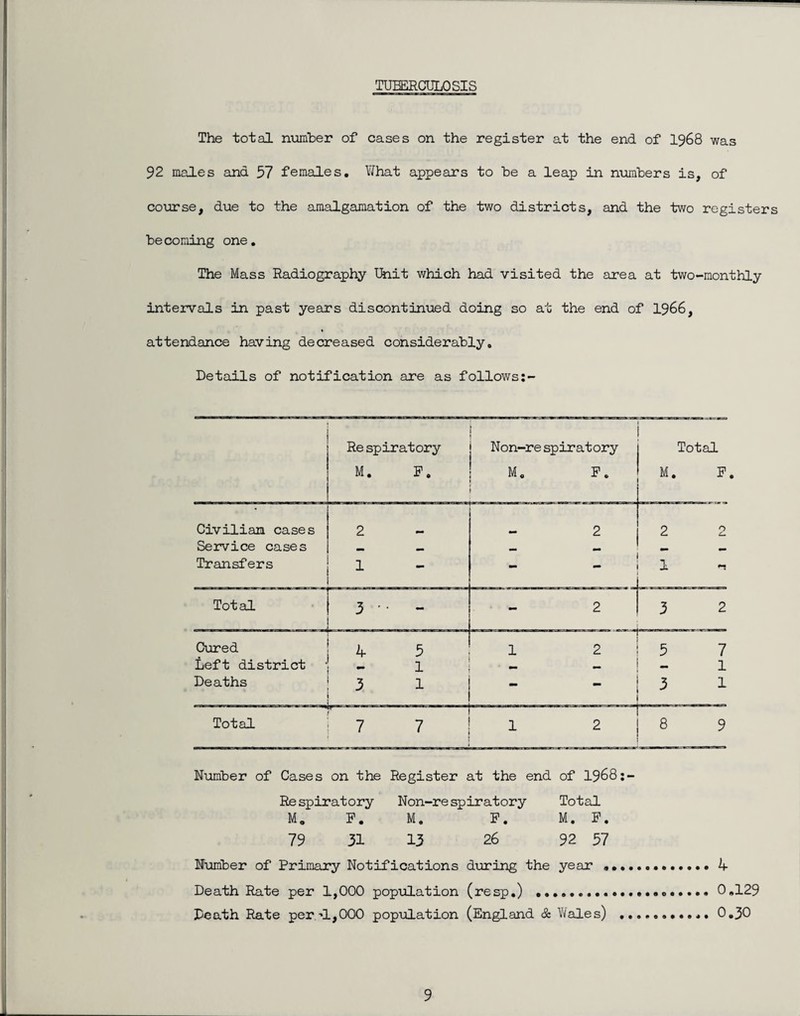 TUBERCULOSIS
The total number of cases on the register at the end of 1968 was
92 males and 57 females. What appears to be a leap in numbers is, of
course, due to the amalgamation of the two districts, and the two registers
becoming one.
The Mass Radiography Unit which had visited the area at two-monthly
intervals in past years discontinued doing so at the end of 1966,
attendance having decreased considerably.
Details of notification are as follows:-
Respiratory Non-respiratory Total
M. F. M. F. M. F.
Civilian cases 2 - - 2 2 2
Service cases - - - - - -
Transfers 1 - - - 1 -
Total 3 - - 2 3 2
Cured 4 5 1 2 5 7
Left district - 1 - - - 1
Deaths 3 1 - - 3 1
Total 7 7 1 2 8 9
Number of Cases on the Register at the end of 1968:-
Respiratory Non-respiratory Total
M. F. M. F. M. F.
79 31 13 26 92 57
Number of Primary Notifications during the year ............. 4
Death Rate per 1,000 population (resp.) ..................... 0.129
Death Rate per 1,000 population (England & Wales) ........... 0.30
9